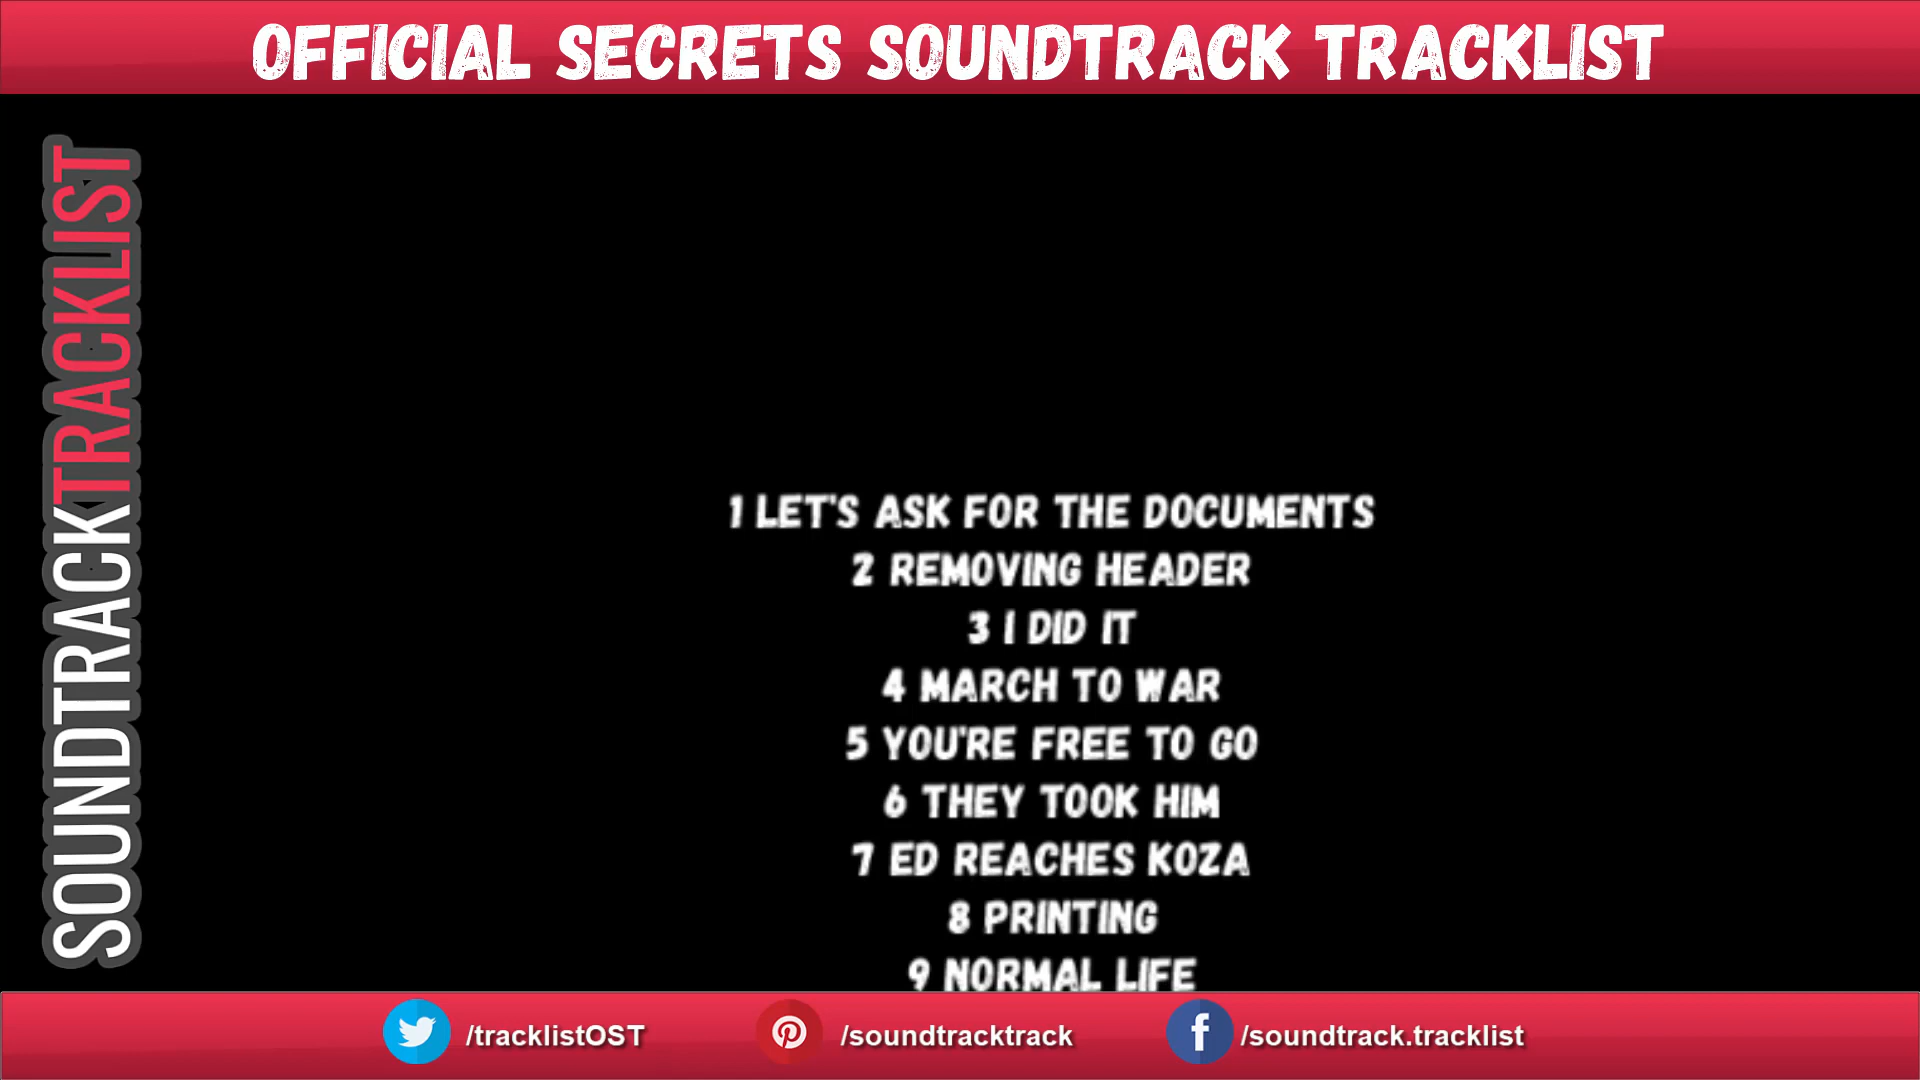 OFFICIAL SECRETS SOUNDTRACK TRACKLIST
SOUNDTRACKTRACKLIST
1 LET'S ASK FOR THE DOCUMENTS
2 REMOVING HEADER
3 I DID IT
4 MARCH TO WAR
5 YOU'RE FREE TO GO
6 THEY TOOK HIM
7 ED REACHES KOZA
8 PRINTING
9 NORMAL LIFE
/tracklistOST /soundtracktrack /soundtrack.tracklist